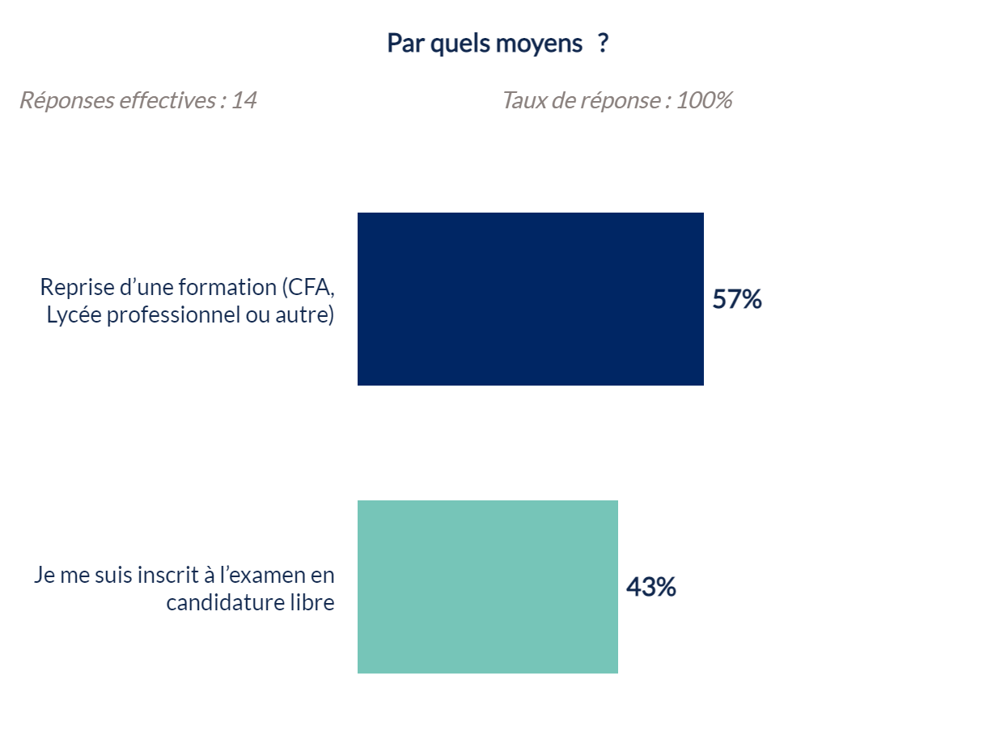 Par quels moyens ?
Réponses effectives : 14
Taux de réponse : 100%
Reprise d’une formation (CFA,
Lycée professionnel ou autre)
57%
Je me suis inscrit à l’examen en
candidature libre
43%